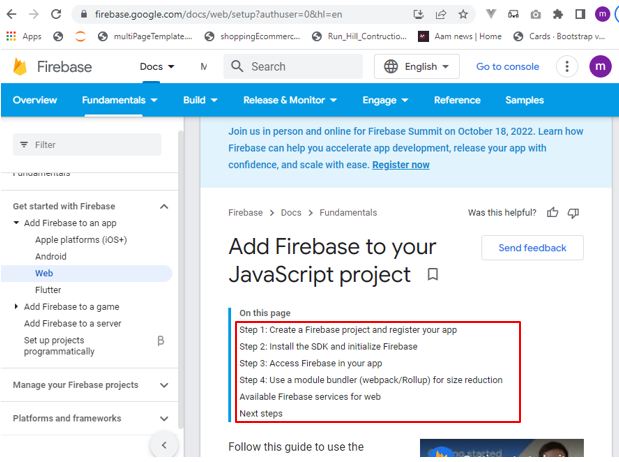 firebase.google.com/docs/web/setup?authuser=0&hl=en
m
Apps
multiPageTemplate....
shoppingEcommerc...
Run_Hill_Contruction...
Aam news | Home
Cards · Bootstrap v...
Firebase
Docs
M
Search
English
Go to console
m
Overview
Fundamentals
Build
Release & Monitor
Engage
Reference
Samples
Filter
Fundamentals
Get started with Firebase
Add Firebase to an app
Apple platforms (iOS+)
Android
Web
Flutter
Add Firebase to a game
Add Firebase to a server
Set up projects
programmatically
β
Manage your Firebase projects
Platforms and frameworks
Join us in person and online for Firebase Summit on October 18, 2022. Learn how
Firebase can help you accelerate app development, release your app with
confidence, and scale with ease. Register now
Firebase > Docs > Fundamentals
Was this helpful?
Add Firebase to your
JavaScript project
Send feedback
On this page
Step 1: Create a Firebase project and register your app
Step 2: Install the SDK and initialize Firebase
Step 3: Access Firebase in your app
Step 4: Use a module bundler (webpack/Rollup) for size reduction
Available Firebase services for web
Next steps
Follow this guide to use the
started